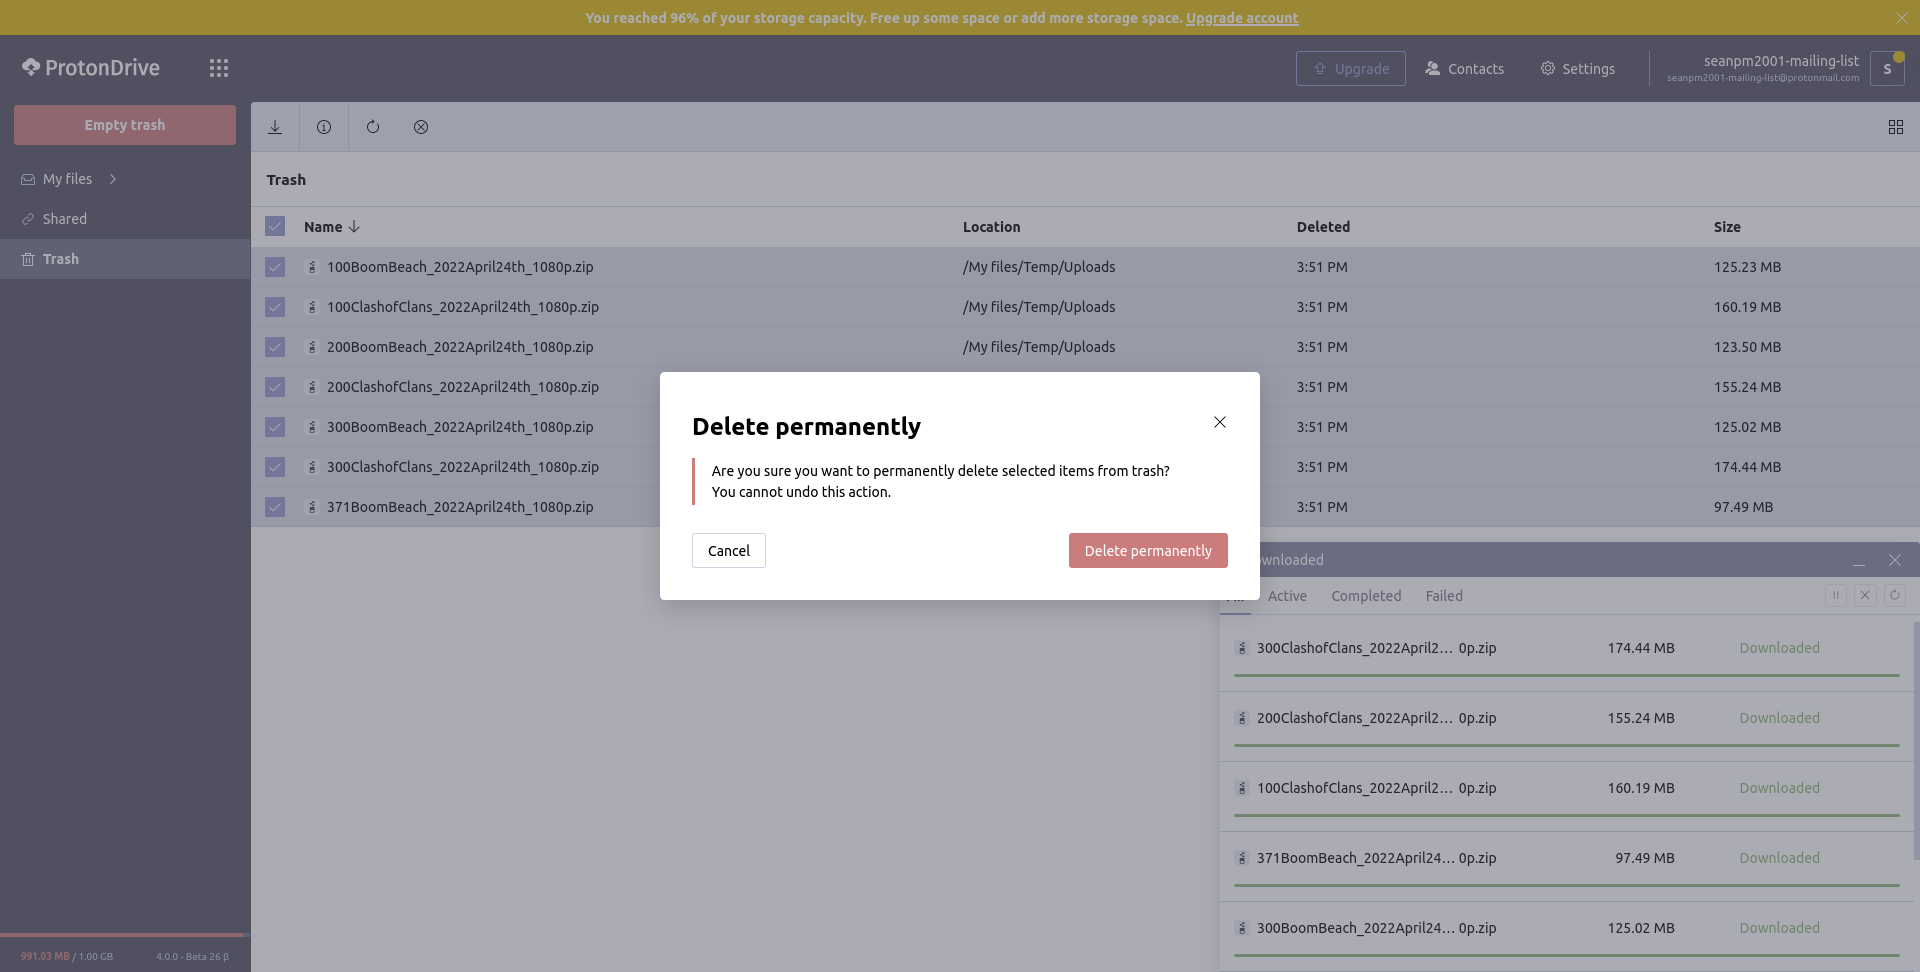 You reached 96% of your storage capacity. Free up some space or add more storage space. Upgrade account
ProtonDrive
Upgrade
Contacts
Settings
seanpm2001-mailing-list
seanpm2001-mailing-list@protonmail.com
S
Empty trash
My files
Shared
Trash
Trash
Name Location Deleted Size
100BoomBeach_2022April24th_1080p.zip /My files/Temp/Uploads 3:51 PM 125.23 MB
100ClashofClans_2022April24th_1080p.zip /My files/Temp/Uploads 3:51 PM 160.19 MB
200BoomBeach_2022April24th_1080p.zip /My files/Temp/Uploads 3:51 PM 123.50 MB
200ClashofClans_2022April24th_1080p.zip 3:51 PM 155.24 MB
300BoomBeach_2022April24th_1080p.zip 3:51 PM 125.02 MB
300ClashofClans_2022April24th_1080p.zip 3:51 PM 174.44 MB
371BoomBeach_2022April24th_1080p.zip 3:51 PM 97.49 MB
Delete permanently
Are you sure you want to permanently delete selected items from trash?
You cannot undo this action.
Cancel
Delete permanently
wnloaded
Active Completed Failed
300ClashofClans_2022April2... 0p.zip 174.44 MB Downloaded
200ClashofClans_2022April2... 0p.zip 155.24 MB Downloaded
100ClashofClans_2022April2... 0p.zip 160.19 MB Downloaded
371BoomBeach_2022April24... 0p.zip 97.49 MB Downloaded
300BoomBeach_2022April24... 0p.zip 125.02 MB Downloaded
991.03 MB / 1.00 GB
4.0.0 - Beta 26 β